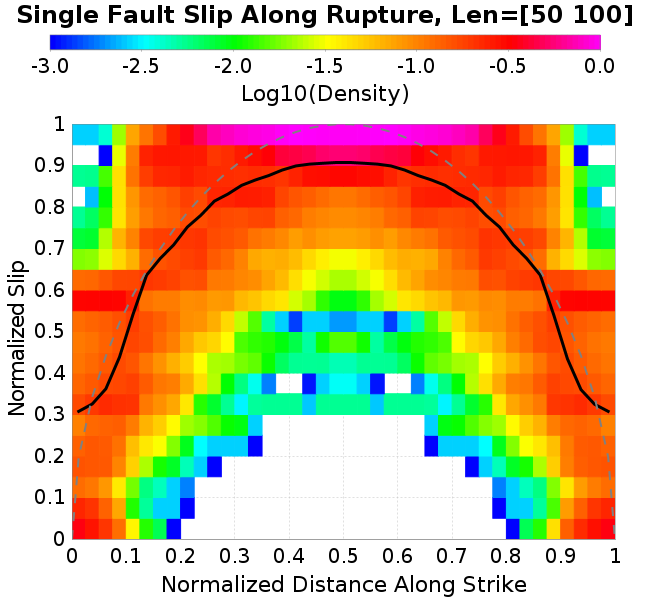 Single Fault Slip Along Rupture, Len=[50 100]
-3.0 -2.5 -2.0 -1.5 -1.0 -0.5 0.0
Log10(Density)
1
0.9
0.8
0.7
0.6
0.5
0.4
0.3
0.2
0.1
0
Normalized Slip
0 0.1 0.2 0.3 0.4 0.5 0.6 0.7 0.8 0.9 1
Normalized Distance Along Strike